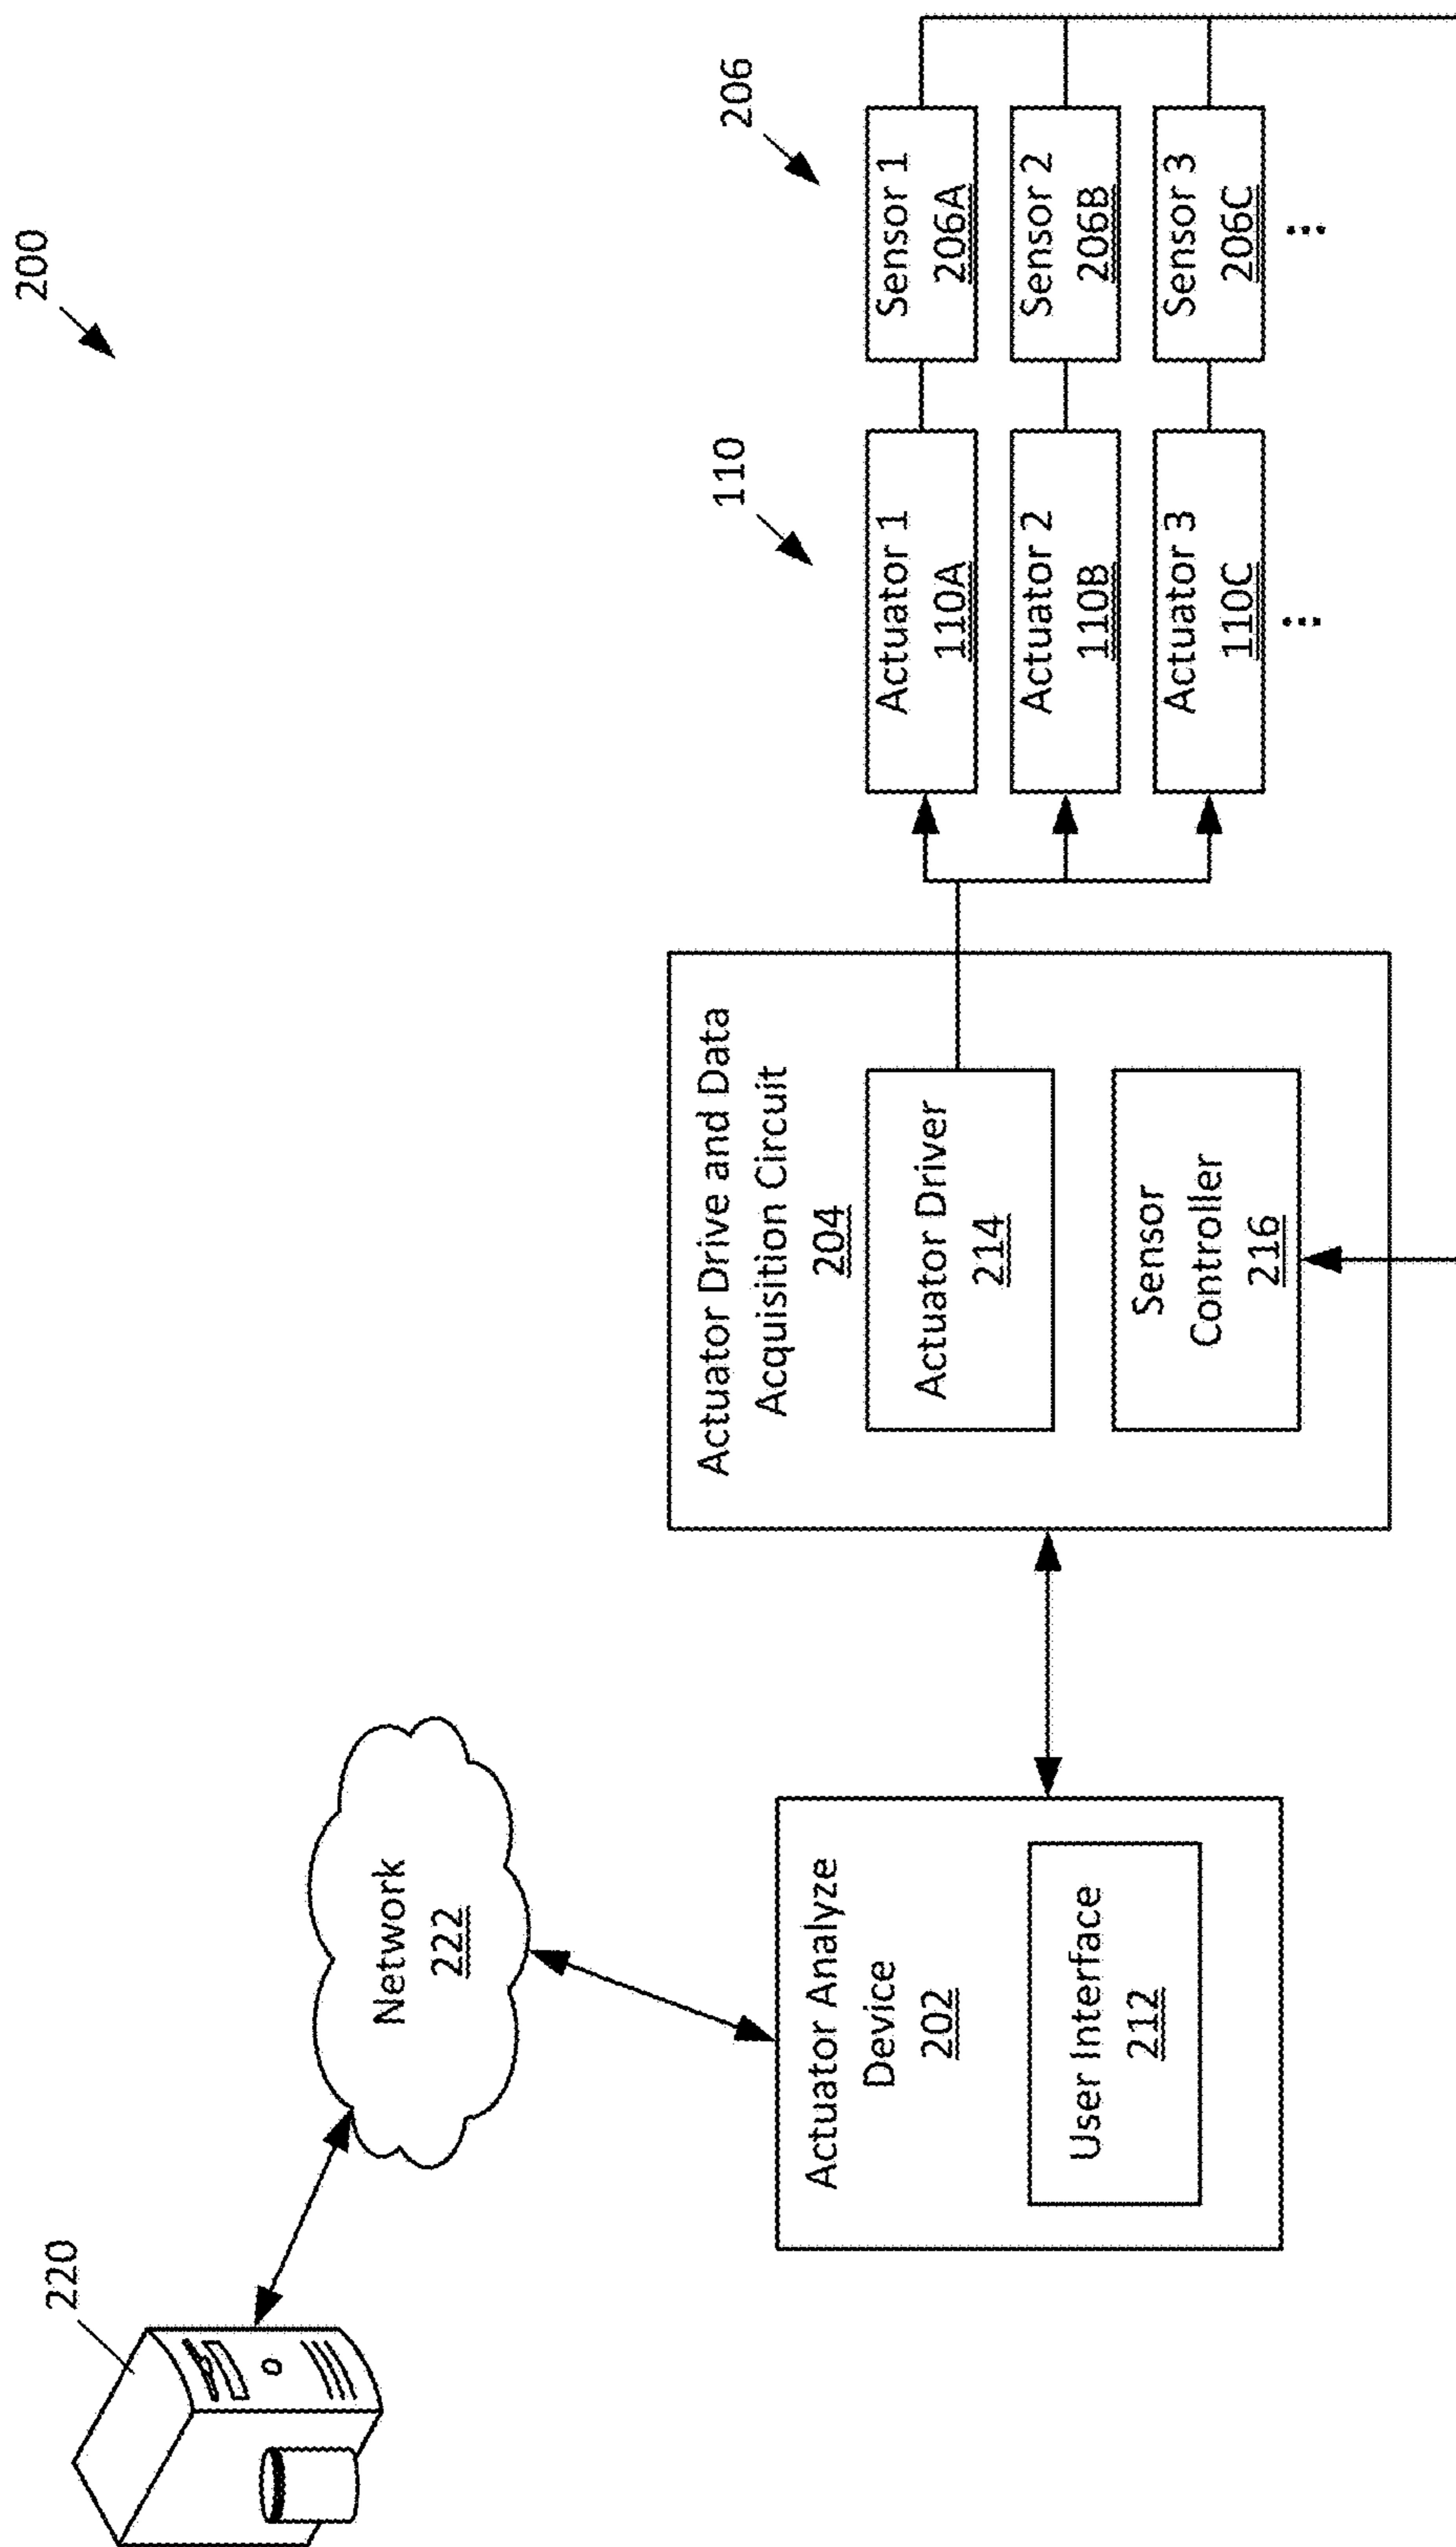 200
220
Network
222
Actuator Analyze
Device
202
User Interface
212
Actuator Drive and Data
Acquisition Circuit
204
Actuator Driver
214
Sensor
Controller
216
110
Actuator 1
110A
Actuator 2
110B
Actuator 3
110C
...
206
Sensor 1
206A
Sensor 2
206B
Sensor 3
206C
...